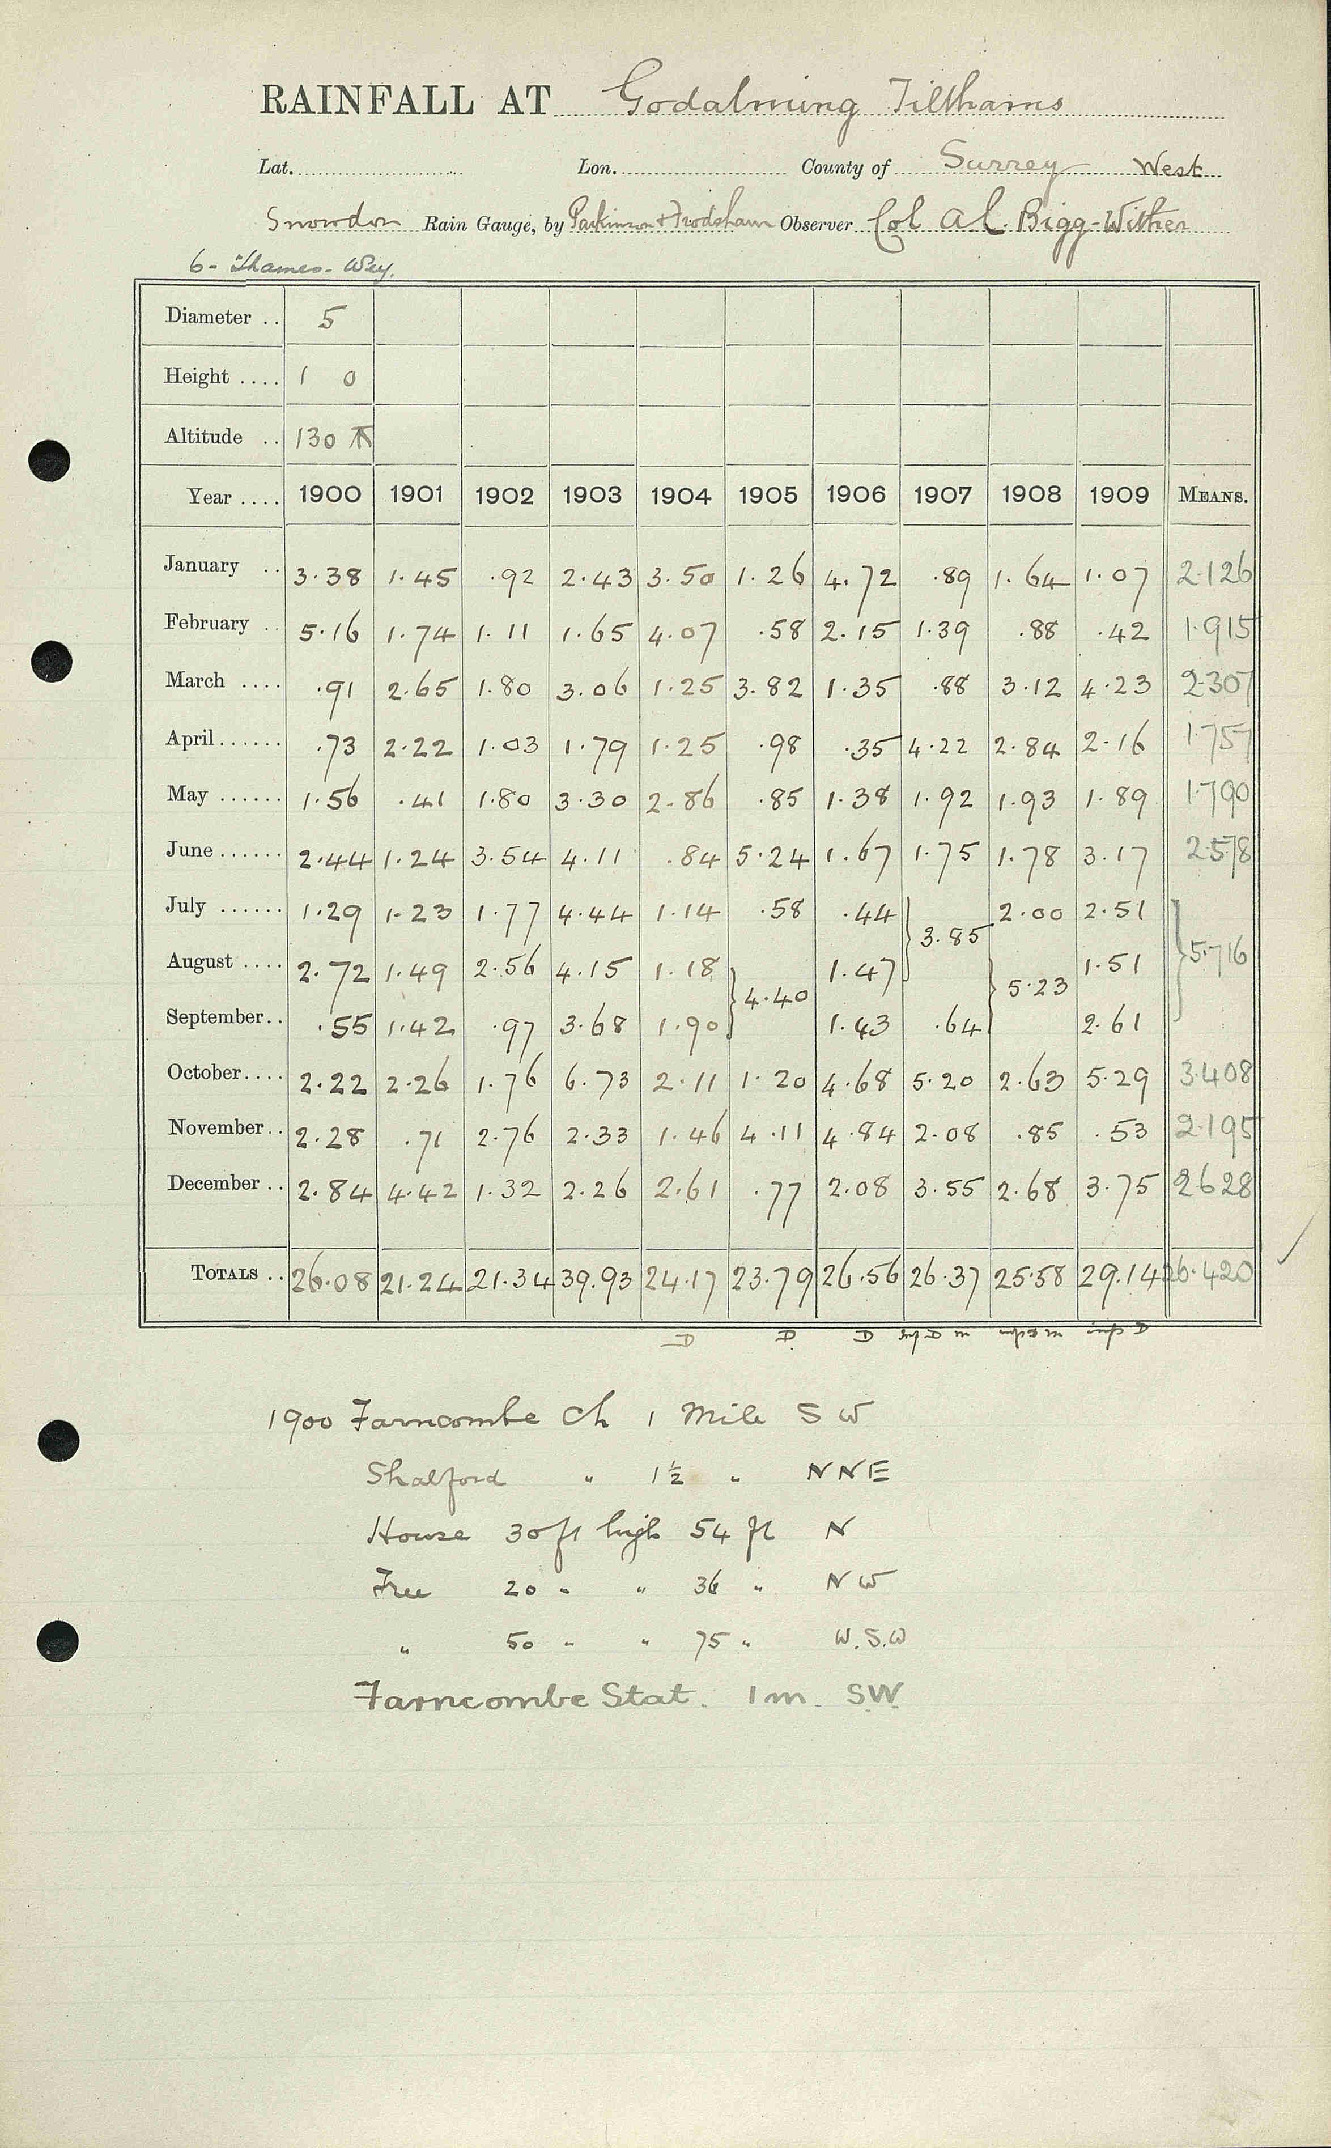 RAINFALL AT Godalming Tilthams
Lat. Lon. County of Surrey West
Snowdon Rain Gauge, by Parkinson & Frodsham Observer Col A. C. Bigg-Wither
6 - Thames - Wey.
Diameter .. 5
Height .... 1 0
Altitude .. 130
Year .... 1900 1901 1902 1903 1904 1905 1906 1907 1908 1909 MEANS.
January .. 3.38 1.45 .92 2.43 3.50 1.26 4.72 .89 1.64 1.07 2.126
February .. 5.16 1.74 1.11 1.65 4.07 .58 2.15 1.39 .88 .42 1.915
March .... .91 2.65 1.80 3.06 1.25 3.82 1.35 .88 3.12 4.23 2.307
April ...... .73 2.22 1.03 1.79 1.25 .98 .35 4.22 2.84 2.16 1.757
May ...... 1.56 .41 1.80 3.30 2.86 .85 1.38 1.92 1.93 1.89 1.790
June ...... 2.44 1.24 3.54 4.11 .84 5.24 1.67 1.75 1.78 3.17 2.578
July ...... 1.29 1.23 1.77 4.44 1.14 .58 .44 } 3.85 2.00 2.51 } 5.716
August .... 2.72 1.49 2.56 4.15 1.18 } 4.40 1.47 } 5.23 1.51
September .. .55 1.42 .97 3.68 1.90 1.43 .64 2.61
October .... 2.22 2.26 1.76 6.73 2.11 1.20 4.68 5.20 2.63 5.29 3.408
November .. 2.28 .71 2.76 2.33 1.46 4.11 4.84 2.08 .85 .53 2.195
December .. 2.84 4.42 1.32 2.26 2.61 .77 2.08 3.55 2.68 3.75 2628
TOTALS .. 26.08 21.24 21.34 39.93 24.17 23.79 26.56 26.37 25.58 29.14 26.420
D D. D
1900 Farncombe Ch 1 Mile S W
Shalford " 1½ " N N E
House 30 ft high 54 ft N
Tree 20 " " 36 " N W
" 50 " " 75 " W.S.W
Farncombe Stat. 1 m. S.W.